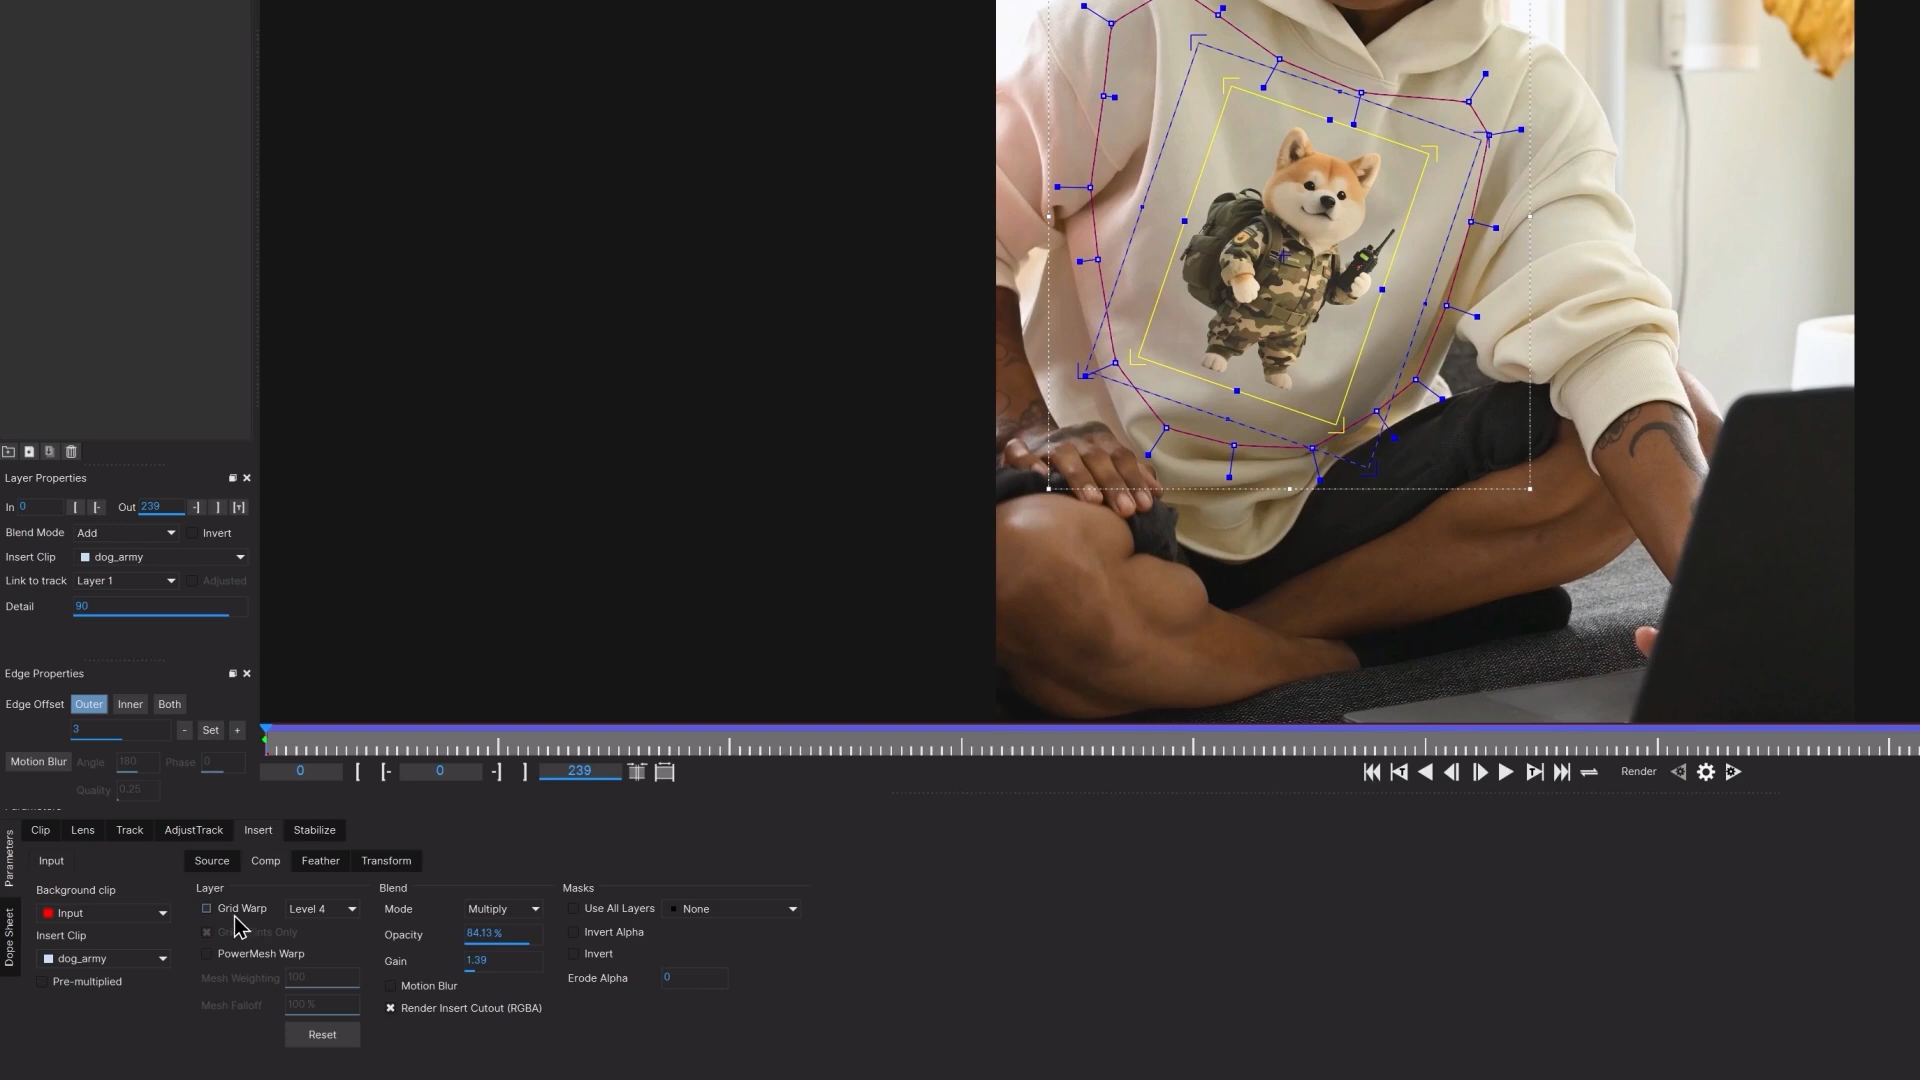 Layer Properties
In 0 [ [- Out 239 -] ] [T]
Blend Mode Add Invert
Insert Clip dog_army
Link to track Layer 1 Adjusted
Detail 90
Edge Properties
Edge Offset Outer Inner Both
3 - Set +
Motion Blur Angle 180 Phase 0
Quality 0.25
0 [ [- 0 -] ] 239 Render
Parameters
Clip Lens Track AdjustTrack Insert Stabilize
Input Source Comp Feather Transform
Parameters
Dope Sheet
Background clip
Input
Insert Clip
dog_army
Pre-multiplied
Layer
Grid Warp Level 4
PowerMesh Warp
Mesh Weighting 100
Mesh Falloff 100 %
Reset
Blend
Mode Multiply
Opacity 84.13 %
Gain 1.39
Motion Blur
Render Insert Cutout (RGBA)
Masks
Use All Layers None
Invert Alpha
Invert
Erode Alpha 0